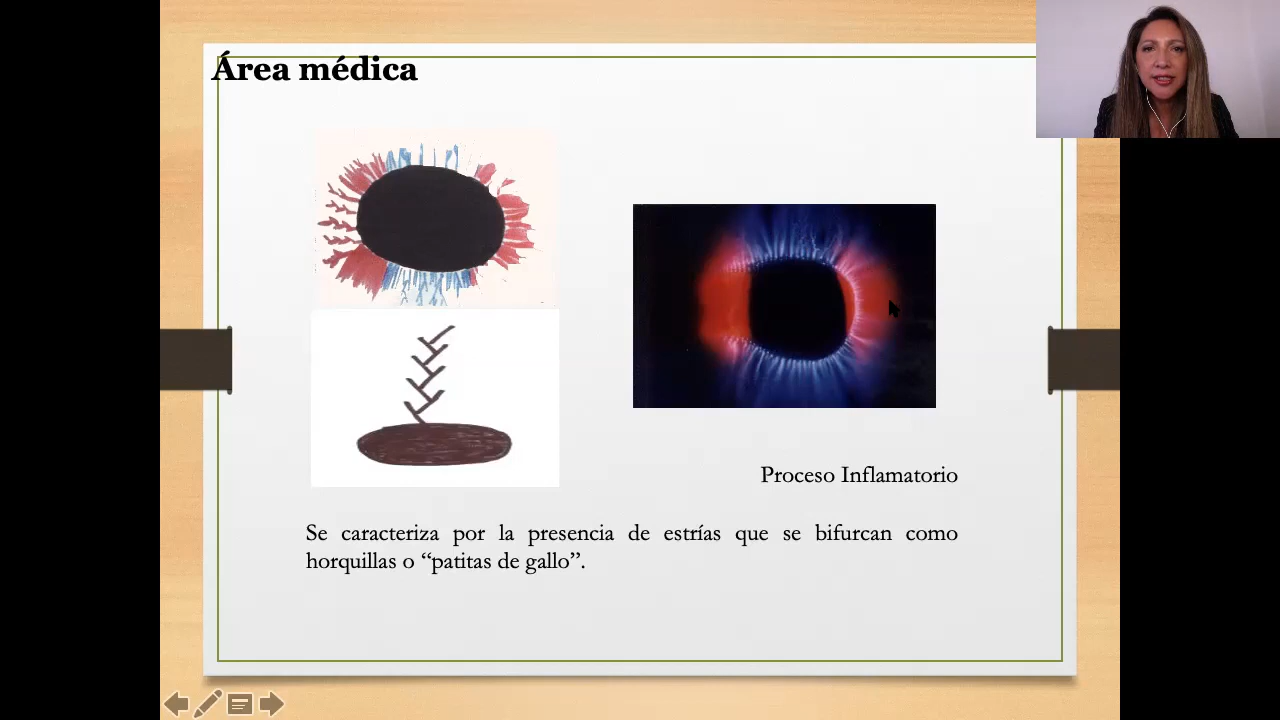 Área médica
Proceso Inflamatorio
Se caracteriza por la presencia de estrías que se bifurcan como
horquillas o “patitas de gallo”.